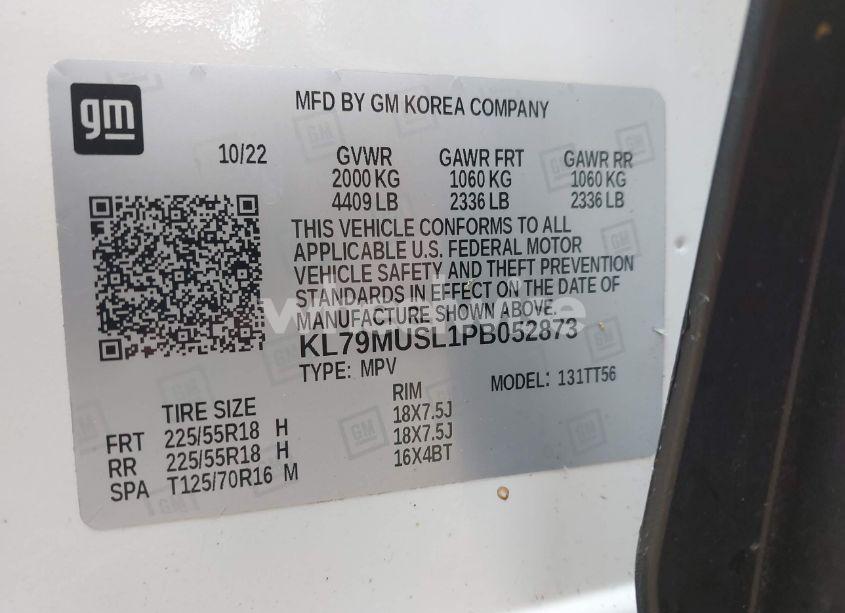 gm
MFD BY GM KOREA COMPANY
10/22 GVWR GAWR FRT GAWR RR
2000 KG 1060 KG 1060 KG
4409 LB 2336 LB 2336 LB
THIS VEHICLE CONFORMS TO ALL
APPLICABLE U.S. FEDERAL MOTOR
VEHICLE SAFETY AND THEFT PREVENTION
STANDARDS IN EFFECT ON THE DATE OF
MANUFACTURE SHOWN ABOVE.
KL79MUSL1PB052873
TYPE: MPV MODEL: 131TT56
TIRE SIZE RIM
FRT 225/55R18 H 18X7.5J
RR 225/55R18 H 18X7.5J
SPA T125/70R16 M 16X4BT